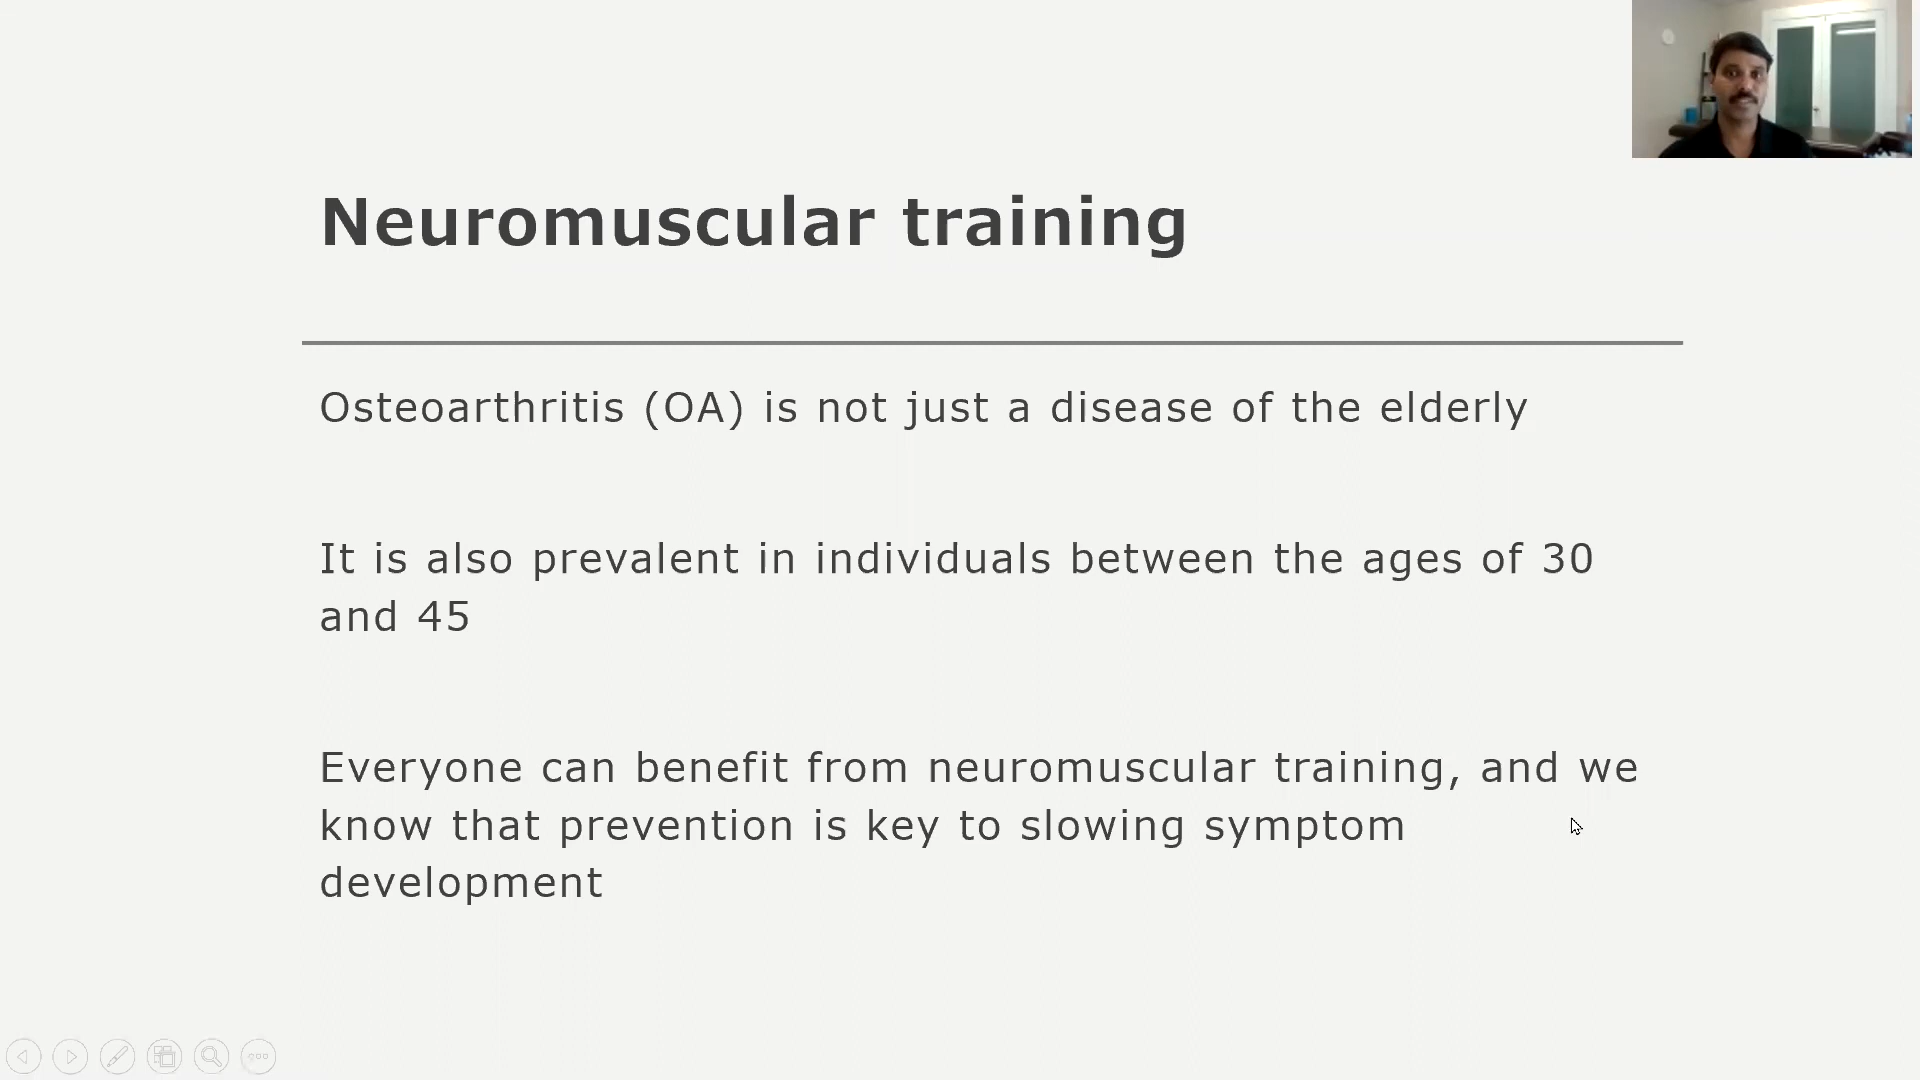 Neuromuscular training
Osteoarthritis (OA) is not just a disease of the elderly
It is also prevalent in individuals between the ages of 30
and 45
Everyone can benefit from neuromuscular training, and we
know that prevention is key to slowing symptom
development